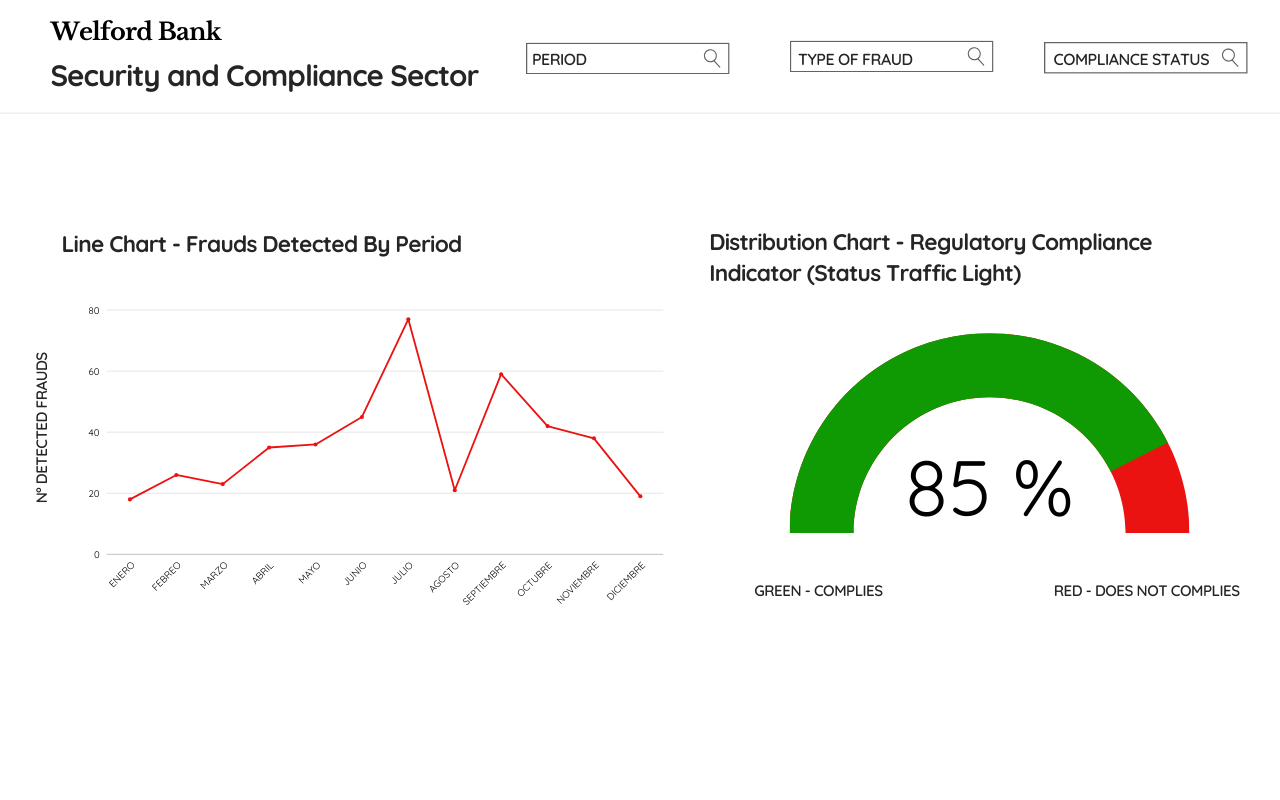 Welford Bank
Security and Compliance Sector
PERIOD
TYPE OF FRAUD
COMPLIANCE STATUS
Line Chart - Frauds Detected By Period
Nº DETECTED FRAUDS
80
60
40
20
0
ENERO
FEBREO
MARZO
ABRIL
MAYO
JUNIO
JULIO
AGOSTO
SEPTIEMBRE
OCTUBRE
NOVIEMBRE
DICIEMBRE
Distribution Chart - Regulatory Compliance
Indicator (Status Traffic Light)
85 %
GREEN - COMPLIES
RED - DOES NOT COMPLIES